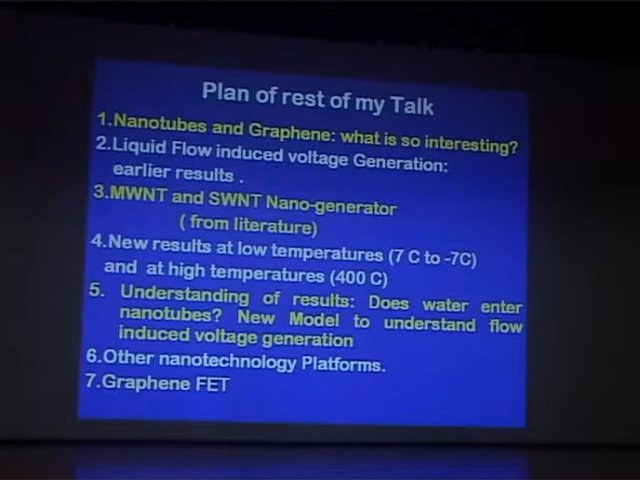 Plan of rest of my Talk
1.Nanotubes and Graphene: what is so interesting?
2.Liquid Flow induced voltage Generation:
earlier results .
3.MWNT and SWNT Nano-generator
( from literature)
4.New results at low temperatures (7 C to -7C)
and at high temperatures (400 C)
5. Understanding of results: Does water enter
nanotubes? New Model to understand flow
induced voltage generation
6.Other nanotechnology Platforms.
7.Graphene FET